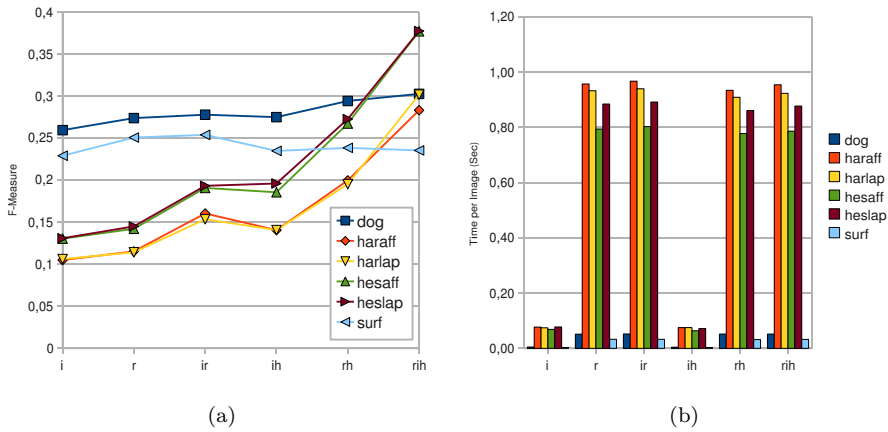 0,4
0,35
0,3
0,25
0,2
0,15
0,1
0,05
0
F-Measure
i r ir ih rh rih
dog
haraff
harlap
hesaff
heslap
surf
(a)
1,20
1,00
0,80
0,60
0,40
0,20
0,00
Time per Image (Sec)
i r ir ih rh rih
dog
haraff
harlap
hesaff
heslap
surf
(b)